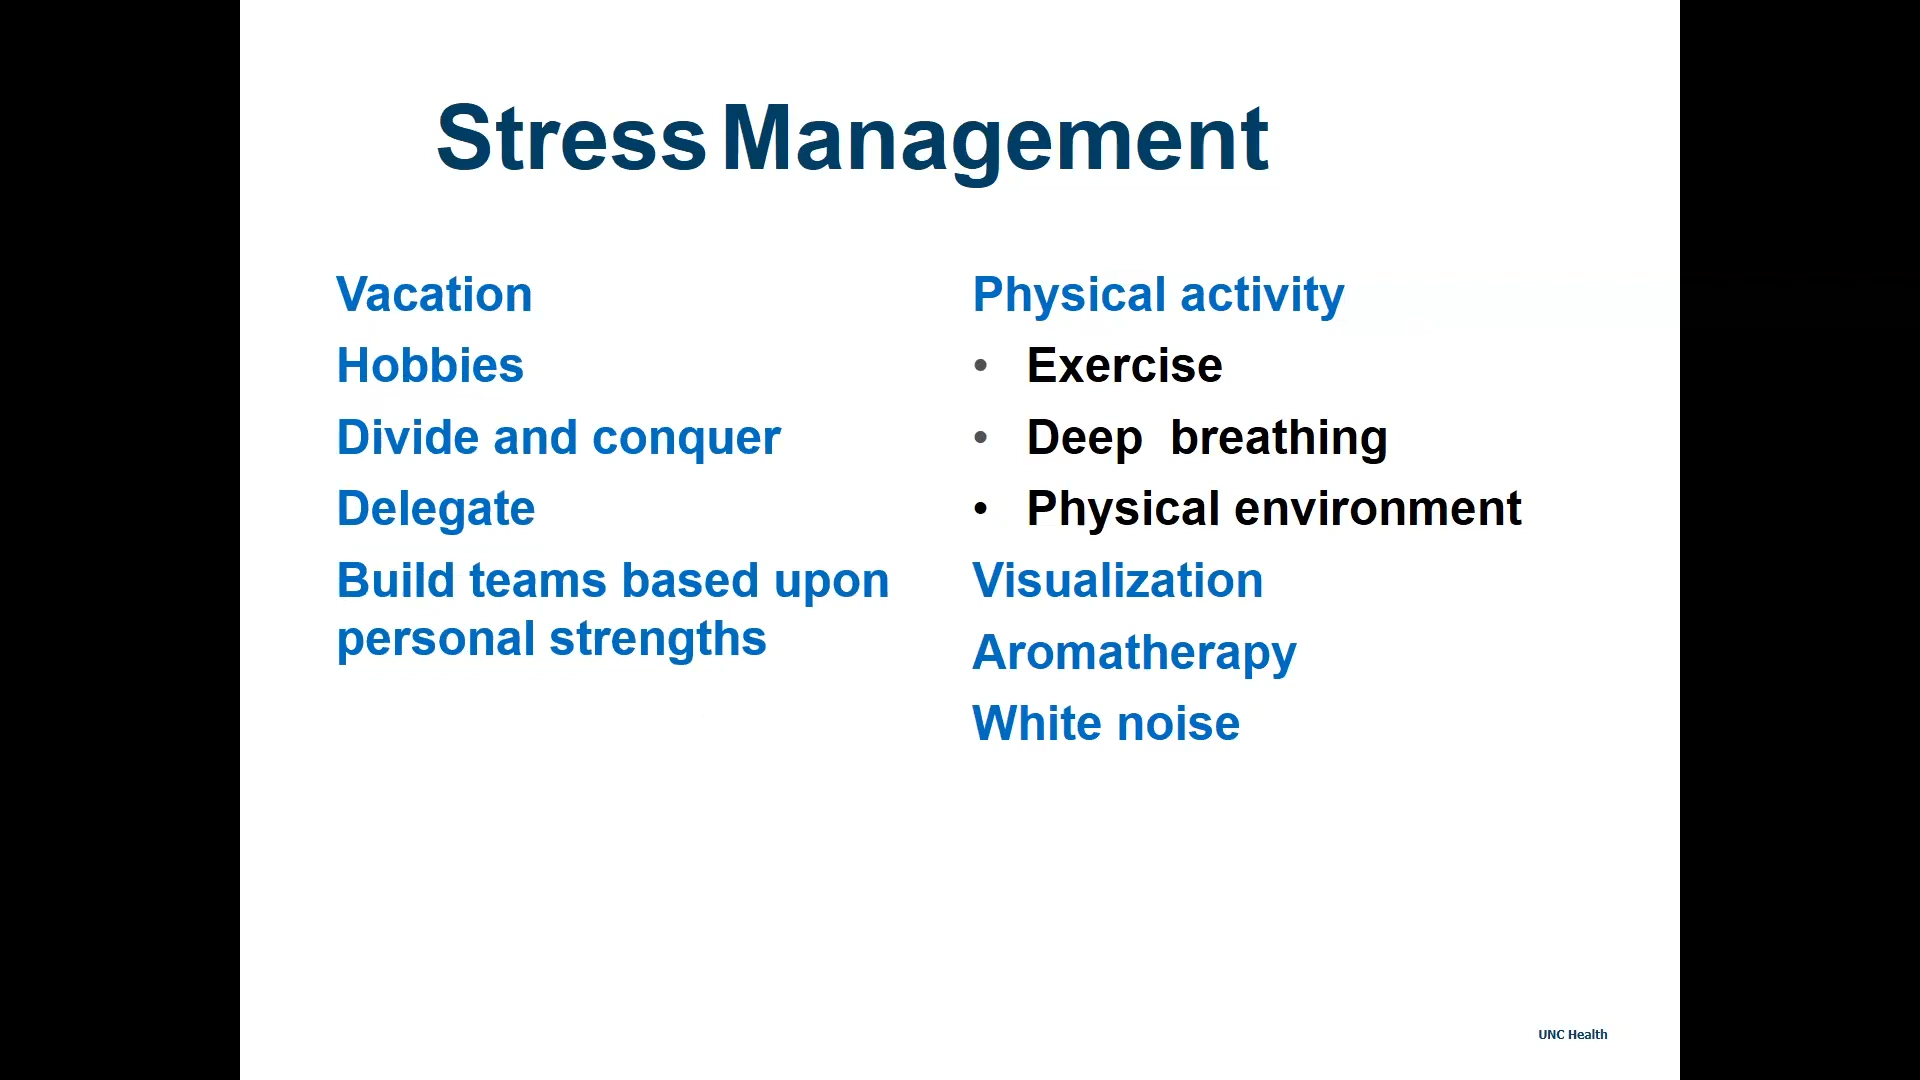 Stress Management
Vacation
Hobbies
Divide and conquer
Delegate
Build teams based upon
personal strengths
Physical activity
• Exercise
• Deep  breathing
• Physical environment
Visualization
Aromatherapy
White noise
UNC Health